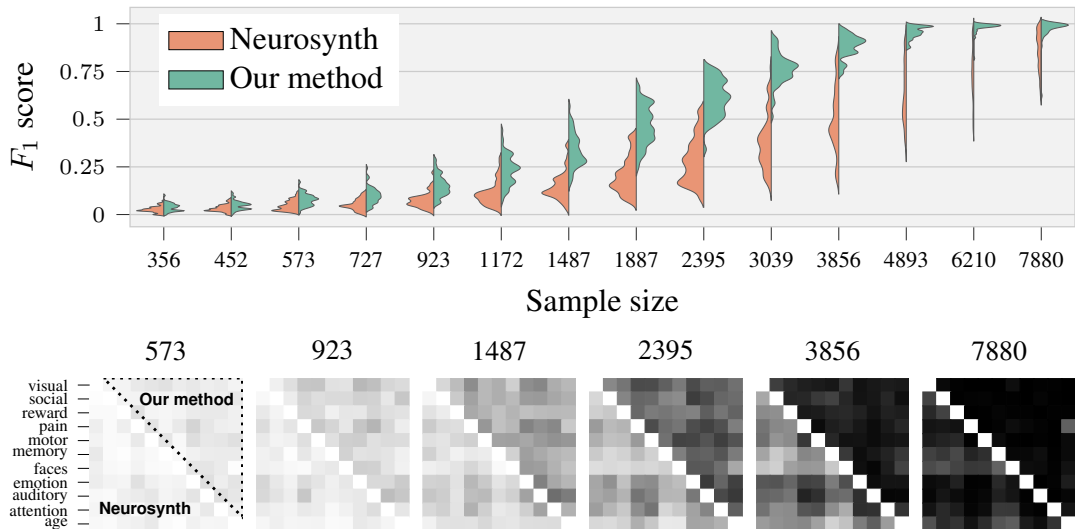 F1 score
1
0.75
0.5
0.25
0
Neurosynth
Our method
356 452 573 727 923 1172 1487 1887 2395 3039 3856 4893 6210 7880
Sample size
573 923 1487 2395 3856 7880
visual
social
reward
pain
motor
memory
faces
emotion
auditory
attention
age
Our method
Neurosynth